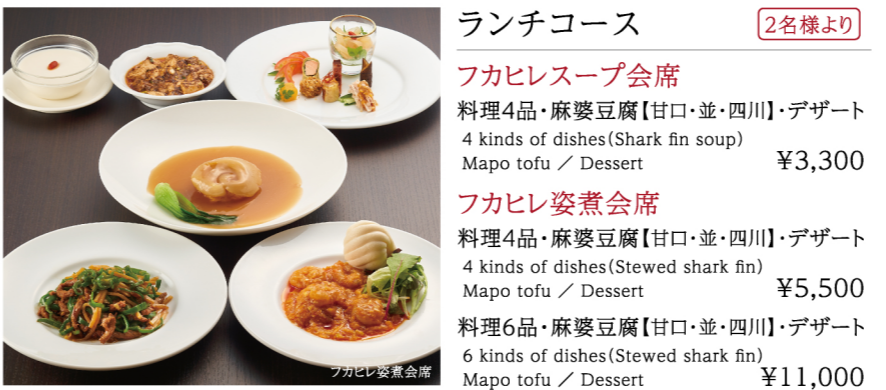 ランチコース
2名様より
フカヒレスープ会席
料理4品・麻婆豆腐【甘口・並・四川】・デザート
4 kinds of dishes(Shark fin soup)
Mapo tofu ／ Dessert ¥3,300
フカヒレ姿煮会席
料理4品・麻婆豆腐【甘口・並・四川】・デザート
4 kinds of dishes(Stewed shark fin)
Mapo tofu ／ Dessert ¥5,500
料理6品・麻婆豆腐【甘口・並・四川】・デザート
6 kinds of dishes(Stewed shark fin)
Mapo tofu ／ Dessert ¥11,000
フカヒレ姿煮会席